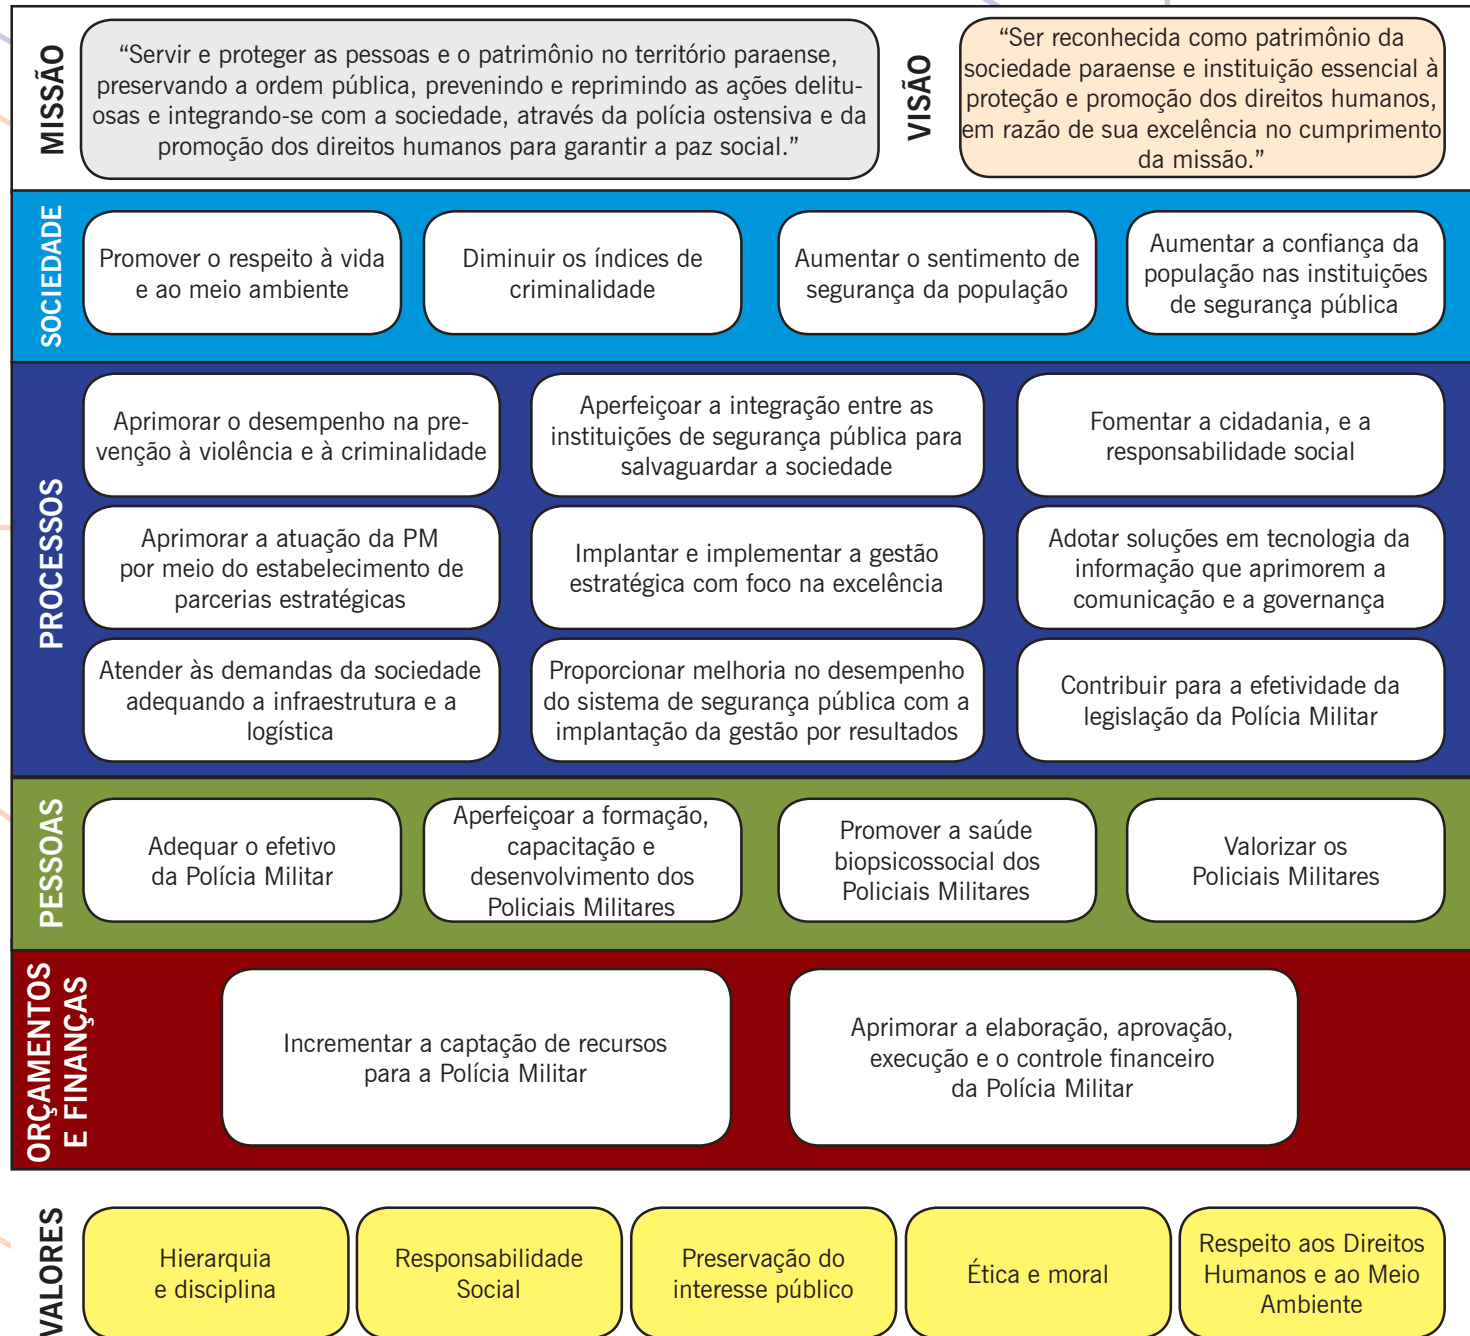 MISSÃO
“Servir e proteger as pessoas e o patrimônio no território paraense,
preservando a ordem pública, prevenindo e reprimindo as ações delitu-
osas e integrando-se com a sociedade, através da polícia ostensiva e da
promoção dos direitos humanos para garantir a paz social.”
VISÃO
“Ser reconhecida como patrimônio da
sociedade paraense e instituição essencial à
proteção e promoção dos direitos humanos,
em razão de sua excelência no cumprimento
da missão.”
SOCIEDADE
Promover o respeito à vida
e ao meio ambiente
Diminuir os índices de
criminalidade
Aumentar o sentimento de
segurança da população
Aumentar a confiança da
população nas instituições
de segurança pública
PROCESSOS
Aprimorar o desempenho na pre-
venção à violência e à criminalidade
Aperfeiçoar a integração entre as
instituições de segurança pública para
salvaguardar a sociedade
Fomentar a cidadania, e a
responsabilidade social
Aprimorar a atuação da PM
por meio do estabelecimento de
parcerias estratégicas
Implantar e implementar a gestão
estratégica com foco na excelência
Adotar soluções em tecnologia da
informação que aprimorem a
comunicação e a governança
Atender às demandas da sociedade
adequando a infraestrutura e a
logística
Proporcionar melhoria no desempenho
do sistema de segurança pública com a
implantação da gestão por resultados
Contribuir para a efetividade da
legislação da Polícia Militar
PESSOAS
Adequar o efetivo
da Polícia Militar
Aperfeiçoar a formação,
capacitação e
desenvolvimento dos
Policiais Militares
Promover a saúde
biopsicossocial dos
Policiais Militares
Valorizar os
Policiais Militares
ORÇAMENTOS
E FINANÇAS
Incrementar a captação de recursos
para a Polícia Militar
Aprimorar a elaboração, aprovação,
execução e o controle financeiro
da Polícia Militar
VALORES
Hierarquia
e disciplina
Responsabilidade
Social
Preservação do
interesse público
Ética e moral
Respeito aos Direitos
Humanos e ao Meio
Ambiente